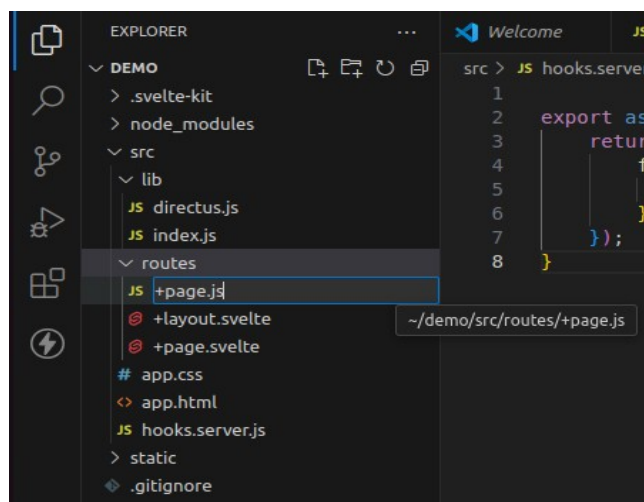 EXPLORER
DEMO
.svelte-kit
node_modules
src
lib
JS directus.js
JS index.js
routes
JS +page.js
+layout.svelte
+page.svelte
# app.css
<> app.html
JS hooks.server.js
static
.gitignore
Welcome
JS
src > JS hooks.server
1
2 export as
3 retur
4 f
5
6 }
7 });
8 }
~/demo/src/routes/+page.js